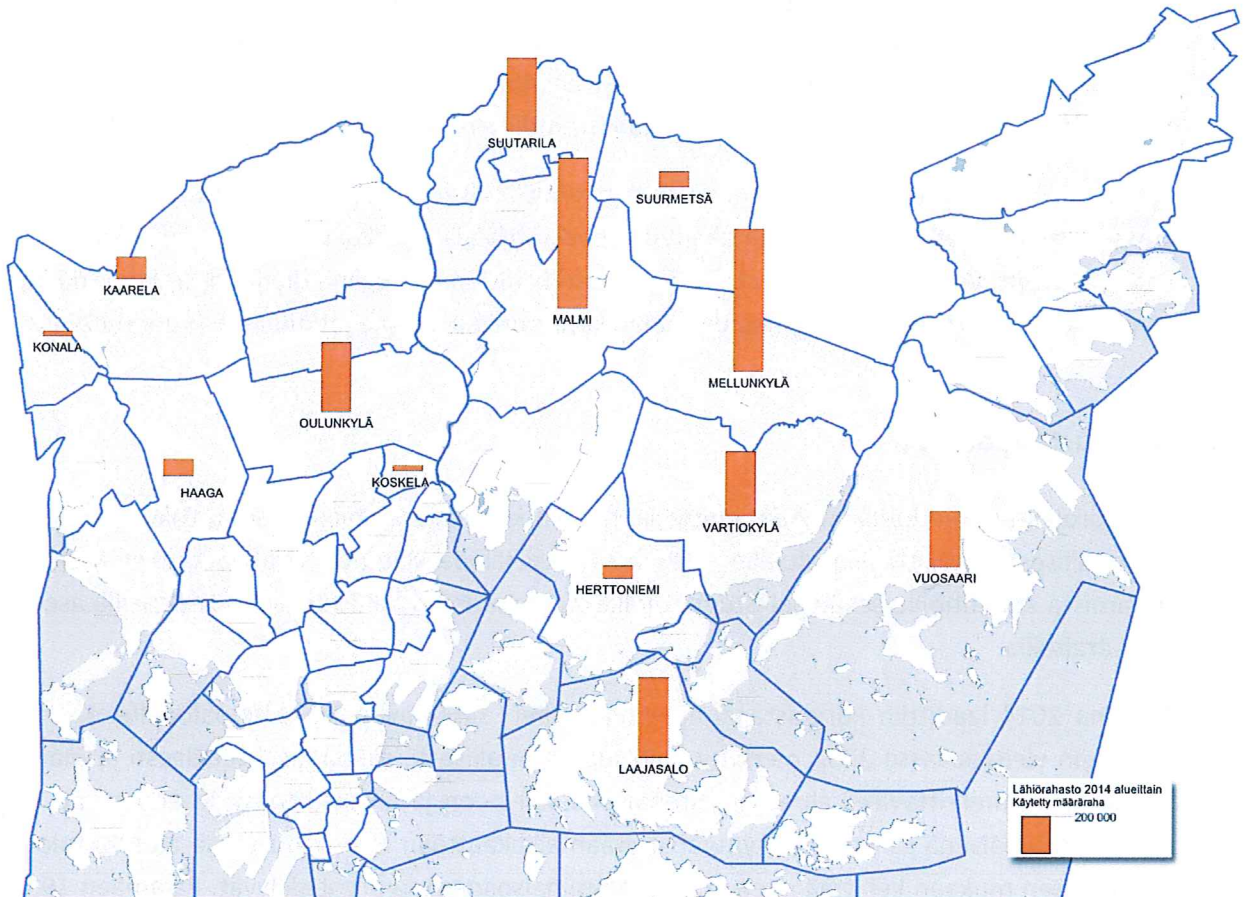 SUUTARILA
SUURMETSÄ
KAARELA
MALMI
KONALA
MELLUNKYLÄ
OULUNKYLÄ
KOSKELA
HAAGA
VARTIOKYLÄ
VUOSAARI
HERTTONIEMI
LAAJASALO
Lähiörahasto 2014 alueittain
Käytetty määräraha
200 000